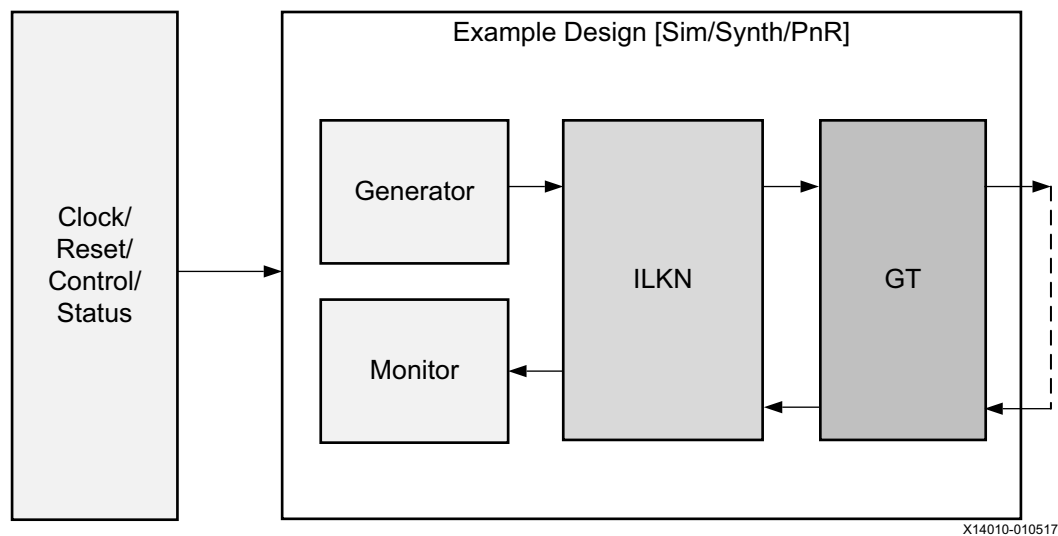 Example Design [Sim/Synth/PnR]
Clock/
Reset/
Control/
Status
Generator
Monitor
ILKN
GT
X14010-010517